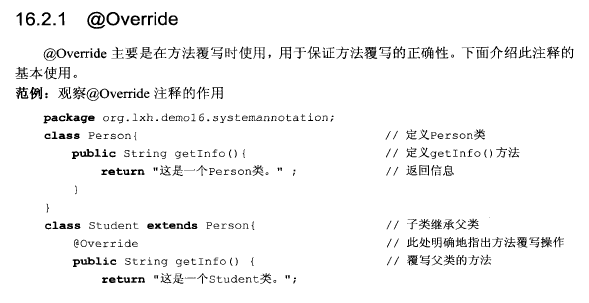 16.2.1 @Override
@Override 主要是在方法覆写时使用，用于保证方法覆写的正确性。下面介绍此注释的
基本使用。
范例：观察@Override 注释的作用
package org.lxh.demo16.systemannotation;
class Person{ // 定义Person类
public String getInfo(){ // 定义getInfo()方法
return "这是一个Person类。" ; // 返回信息
}
}
class Student extends Person{ // 子类继承父类
@Override // 此处明确地指出方法覆写操作
public String getInfo() { // 覆写父类的方法
return "这是一个Student类。";